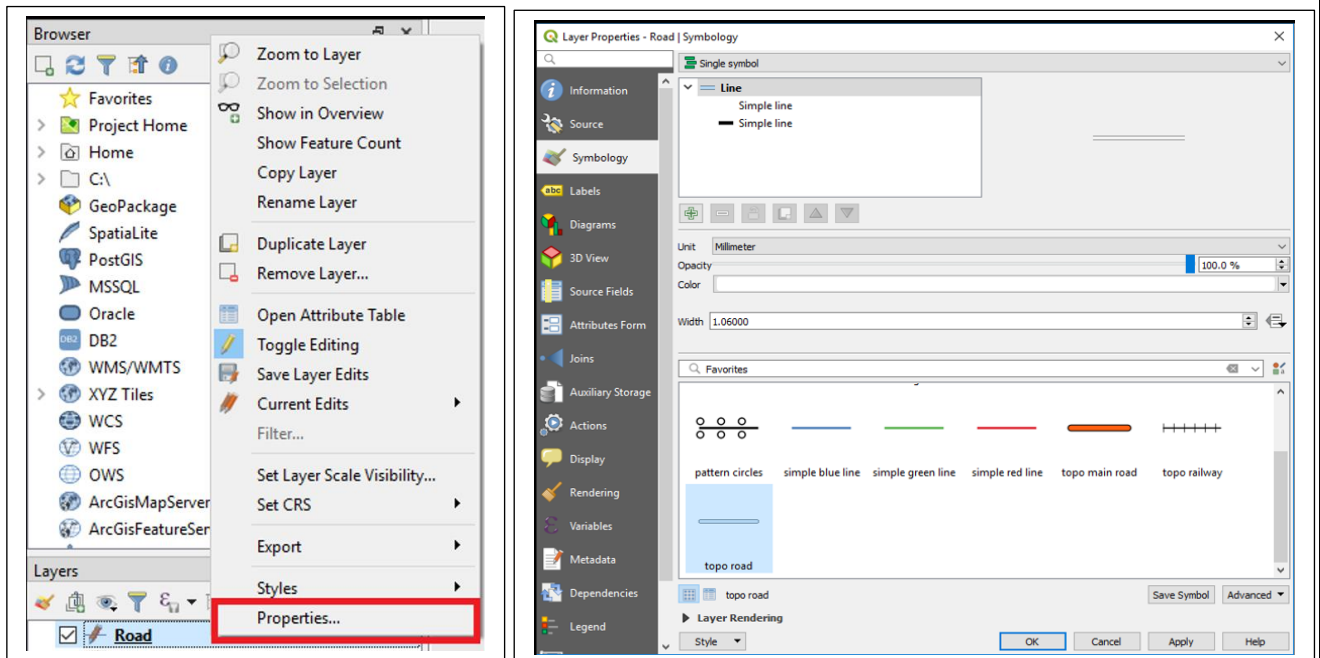 Browser
Favorites
Project Home
Home
C:\
GeoPackage
SpatiaLite
PostGIS
MSSQL
Oracle
DB2
DB2
WMS/WMTS
XYZ Tiles
WCS
WFS
OWS
ArcGisMapServer
ArcGisFeatureSer
Layers
Road
Zoom to Layer
Zoom to Selection
Show in Overview
Show Feature Count
Copy Layer
Rename Layer
Duplicate Layer
Remove Layer...
Open Attribute Table
Toggle Editing
Save Layer Edits
Current Edits
Filter...
Set Layer Scale Visibility...
Set CRS
Export
Styles
Properties...
Layer Properties - Road | Symbology
Information
Source
Symbology
abc Labels
Diagrams
3D View
Source Fields
Attributes Form
Joins
Auxiliary Storage
Actions
Display
Rendering
Variables
Metadata
Dependencies
Legend
Single symbol
Line
Simple line
Simple line
Unit Millimeter
Opacity 100.0 %
Color
Width 1.06000
Favorites
pattern circles simple blue line simple green line simple red line topo main road topo railway
topo road
topo road Save Symbol Advanced
Layer Rendering
Style OK Cancel Apply Help